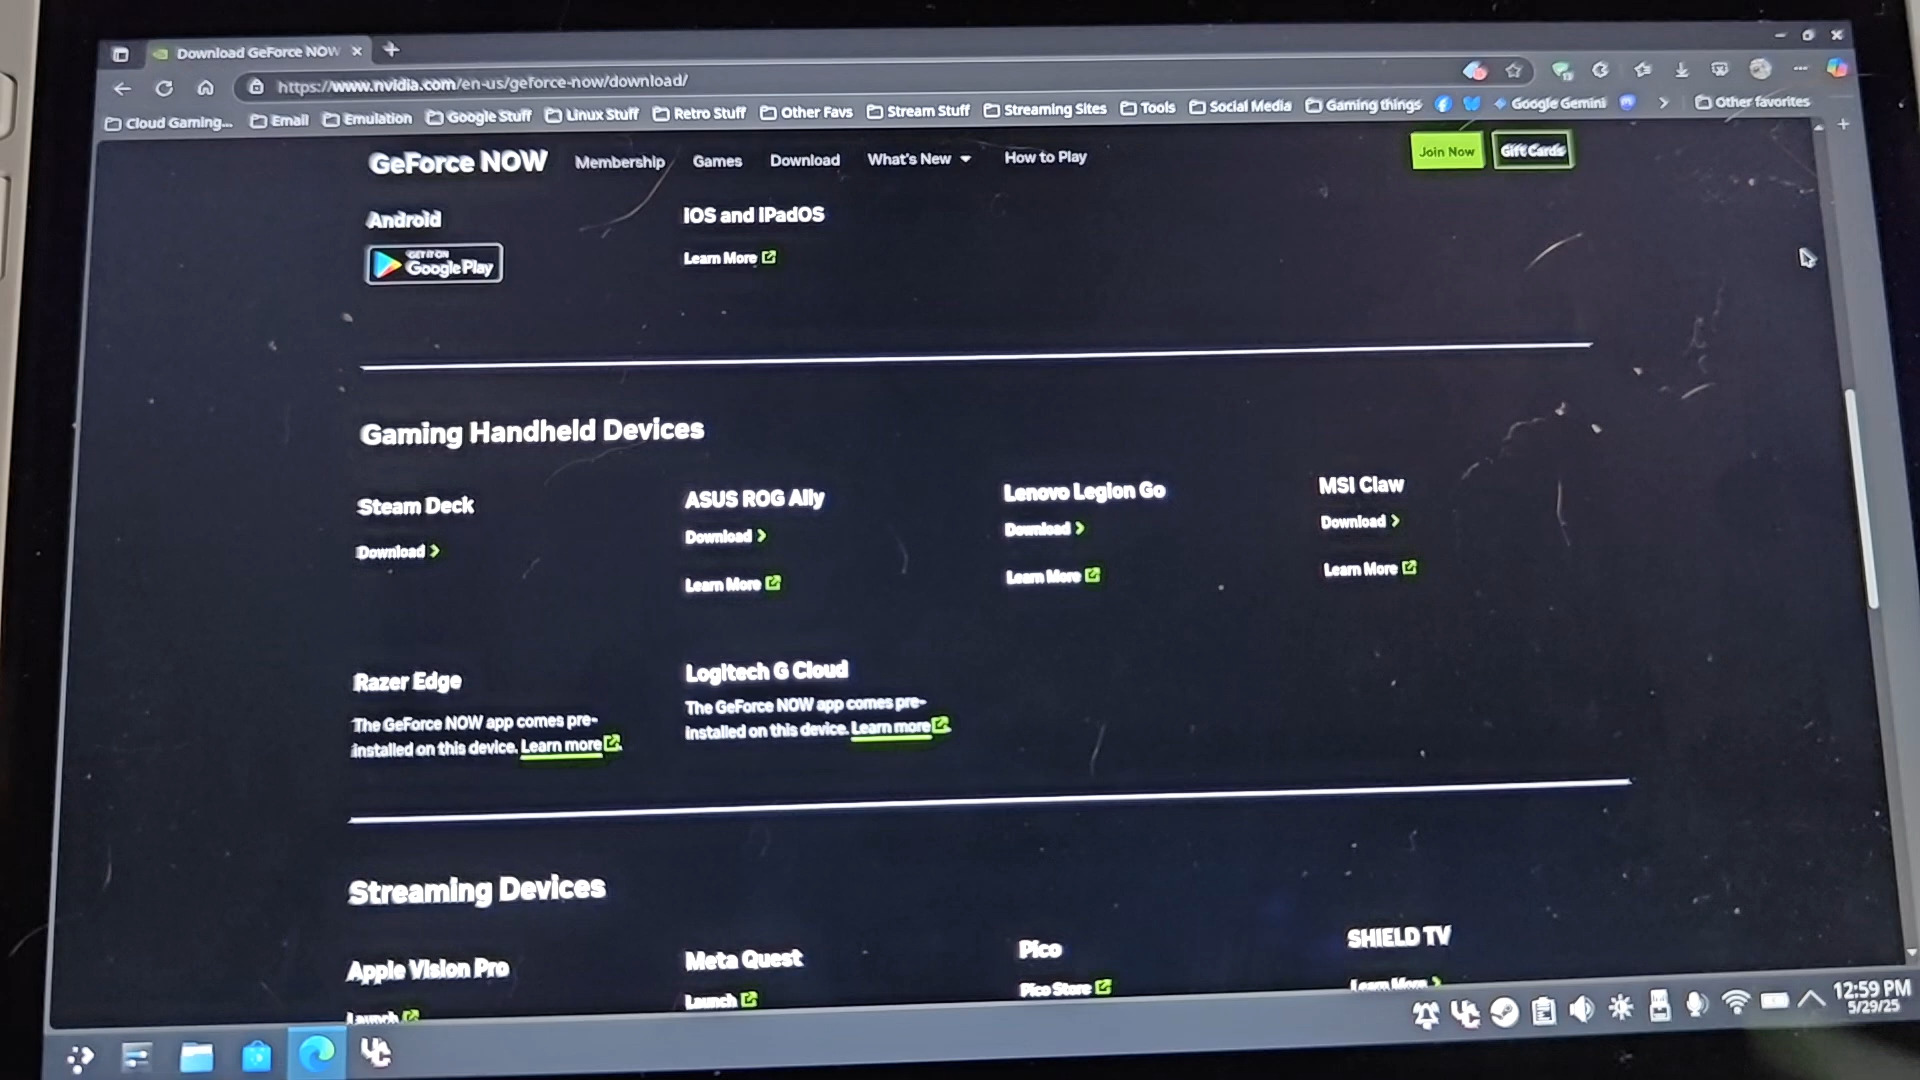 Download GeForce NOW
https://www.nvidia.com/en-us/geforce-now/download/
Cloud Gaming... Email Emulation Google Stuff Linux Stuff Retro Stuff Other Favs Stream Stuff Streaming Sites Tools Social Media Gaming things Google Gemini Other favorites
GeForce NOW Membership Games Download What's New How to Play Join Now Gift Cards
Android iOS and iPadOS
GET IT ON
Google Play
Learn More
Gaming Handheld Devices
Steam Deck ASUS ROG Ally Lenovo Legion Go MSI Claw
Download Download Download Download
Learn More Learn More Learn More
Razer Edge Logitech G Cloud
The GeForce NOW app comes pre-
installed on this device. Learn more
The GeForce NOW app comes pre-
installed on this device. Learn more
Streaming Devices
Apple Vision Pro Meta Quest Pico SHIELD TV
Launch Launch Pico Store Learn More
12:59 PM
5/29/25